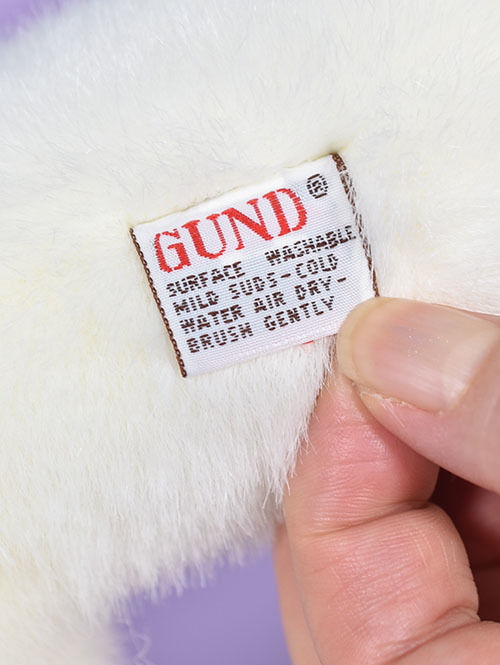 GUND®
SURFACE WASHABLE
MILD SUDS-COLD
WATER AIR DRY-
BRUSH GENTLY